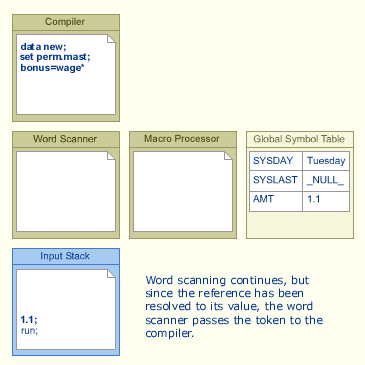 Compiler
data new;
set perm.mast;
bonus=wage*
Word Scanner
Macro Processor
Global Symbol Table
SYSDAY Tuesday
SYSLAST _NULL_
AMT 1.1
Input Stack
1.1;
run;
Word scanning continues, but
since the reference has been
resolved to its value, the word
scanner passes the token to the
compiler.